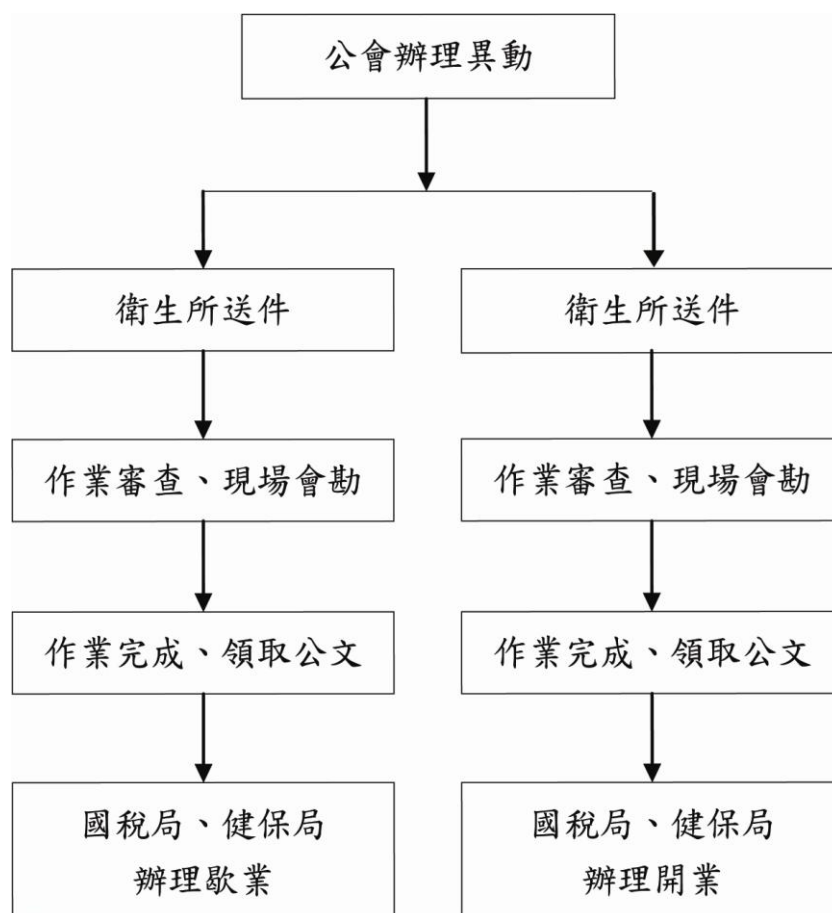 公會辦理異動
衛生所送件
衛生所送件
作業審查、現場會勘
作業審查、現場會勘
作業完成、領取公文
作業完成、領取公文
國稅局、健保局
辦理歇業
國稅局、健保局
辦理開業